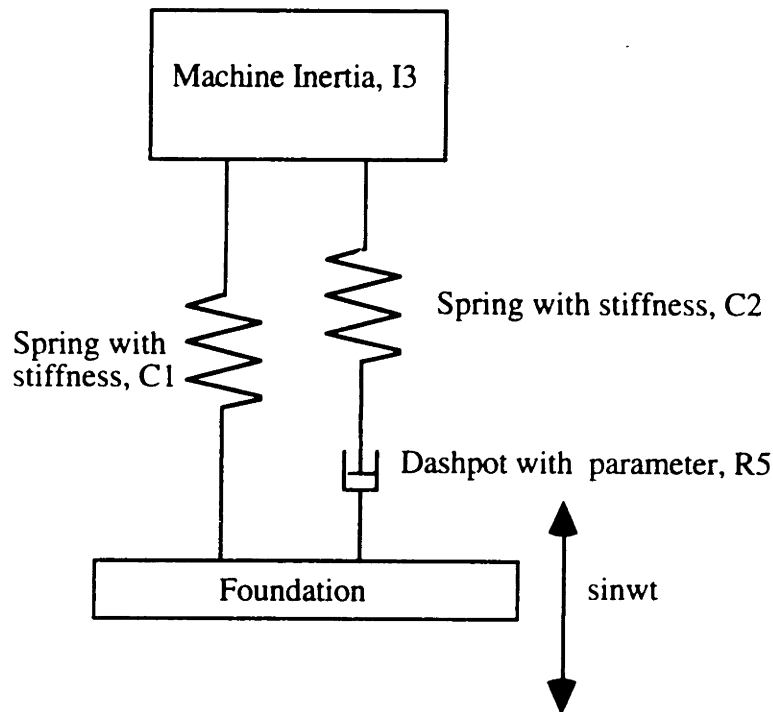 Machine Inertia, I3
Spring with stiffness, C2
Spring with
stiffness, C1
Dashpot with parameter, R5
Foundation
sinwt